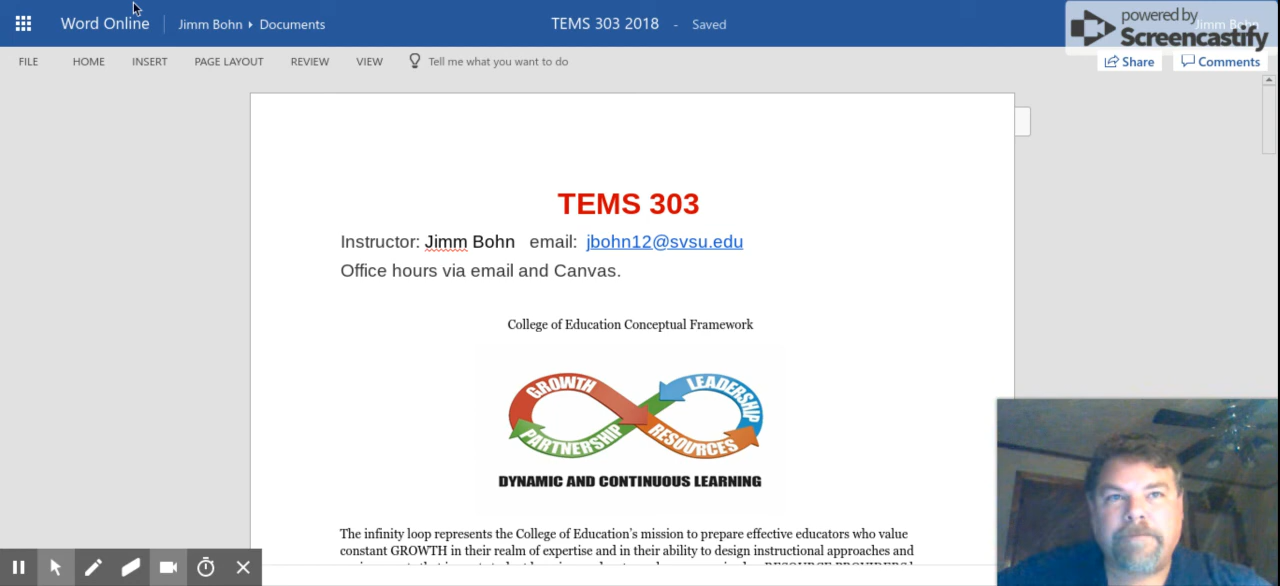 Word Online Jimm Bohn Documents TEMS 303 2018 - Saved
powered by
Screencastify
FILE HOME INSERT PAGE LAYOUT REVIEW VIEW Tell me what you want to do Share Comments
TEMS 303
Instructor: Jimm Bohn email: jbohn12@svsu.edu
Office hours via email and Canvas.
College of Education Conceptual Framework
GROWTH LEADERSHIP
PARTNERSHIP RESOURCES
DYNAMIC AND CONTINUOUS LEARNING
The infinity loop represents the College of Education's mission to prepare effective educators who value
constant GROWTH in their realm of expertise and in their ability to design instructional approaches and